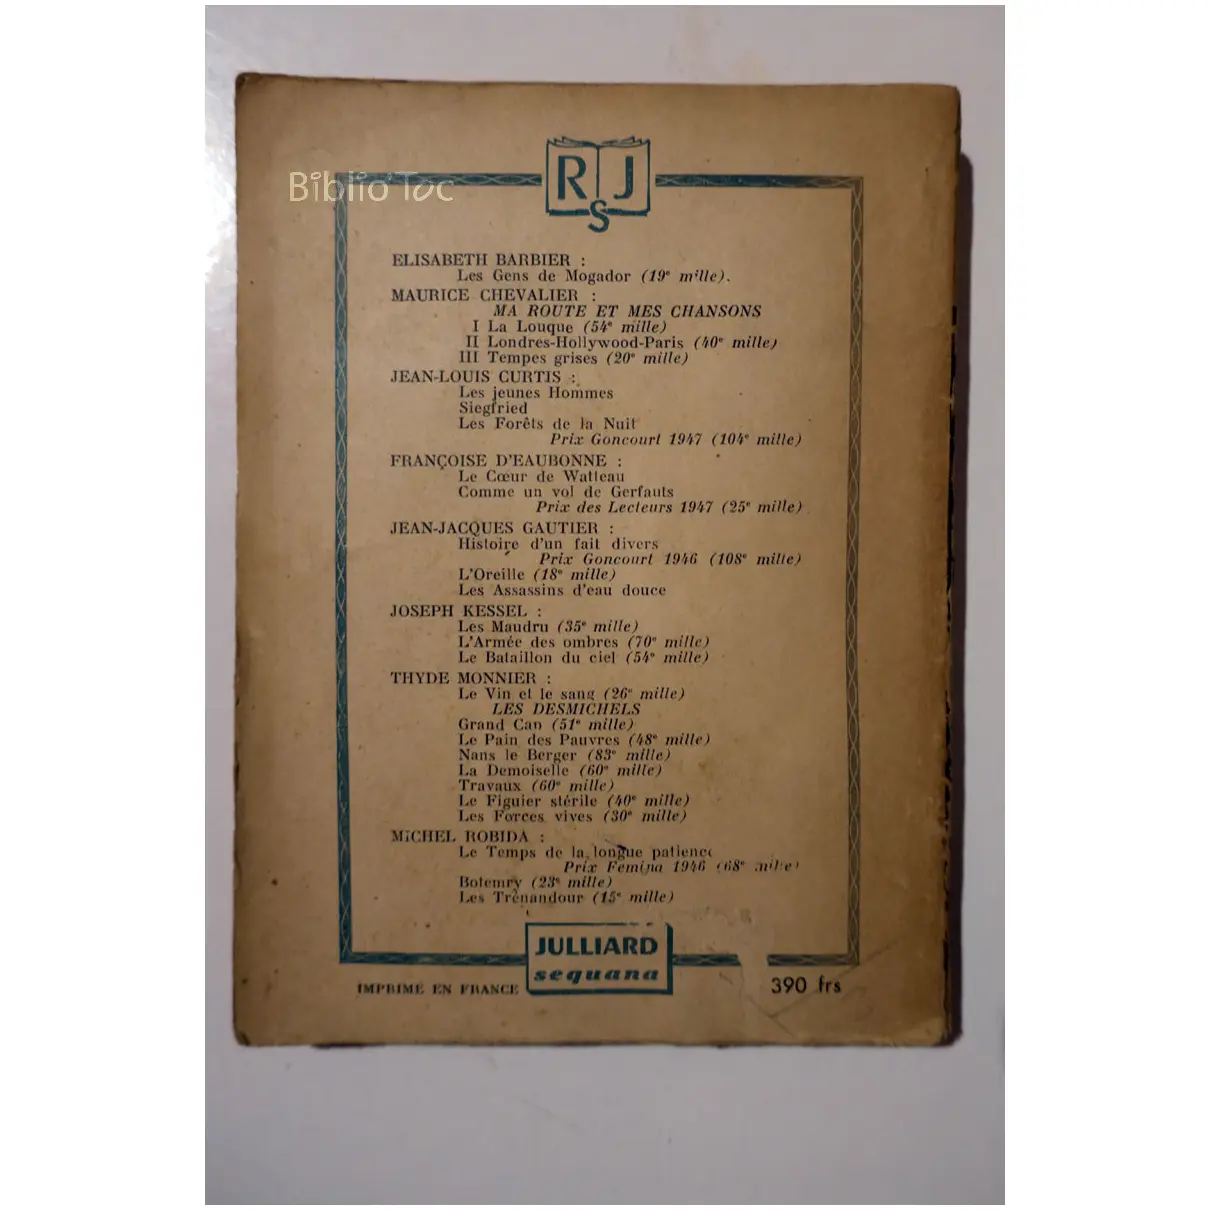 R J
S
Biblio'Toc
ELISABETH BARBIER :
Les Gens de Mogador (19e mille).
MAURICE CHEVALIER :
MA ROUTE ET MES CHANSONS
I La Louque (54e mille)
II Londres-Hollywood-Paris (40e mille)
III Tempes grises (20e mille)
JEAN-LOUIS CURTIS :
Les jeunes Hommes
Siegfried
Les Forêts de la Nuit
Prix Goncourt 1947 (104e mille)
FRANÇOISE D'EAUBONNE :
Le Cœur de Watteau
Comme un vol de Gerfauts
Prix des Lecteurs 1947 (25e mille)
JEAN-JACQUES GAUTIER :
Histoire d'un fait divers
Prix Goncourt 1946 (108e mille)
L'Oreille (18e mille)
Les Assassins d'eau douce
JOSEPH KESSEL :
Les Maudru (35e mille)
L'Armée des ombres (70e mille)
Le Bataillon du ciel (54e mille)
THYDE MONNIER :
Le Vin et le sang (26e mille)
LES DESMICHELS
Grand Cap (51e mille)
Le Pain des Pauvres (48e mille)
Nans le Berger (83e mille)
La Demoiselle (60e mille)
Travaux (60e mille)
Le Figuier stérile (40e mille)
Les Forces vives (30e mille)
MICHEL ROBIDA :
Le Temps de la longue patience
Prix Femina 1946 (68e mille)
Botemry (23e mille)
Les Trénandour (15e mille)
JULLIARD
sequana
IMPRIMÉ EN FRANCE
390 frs